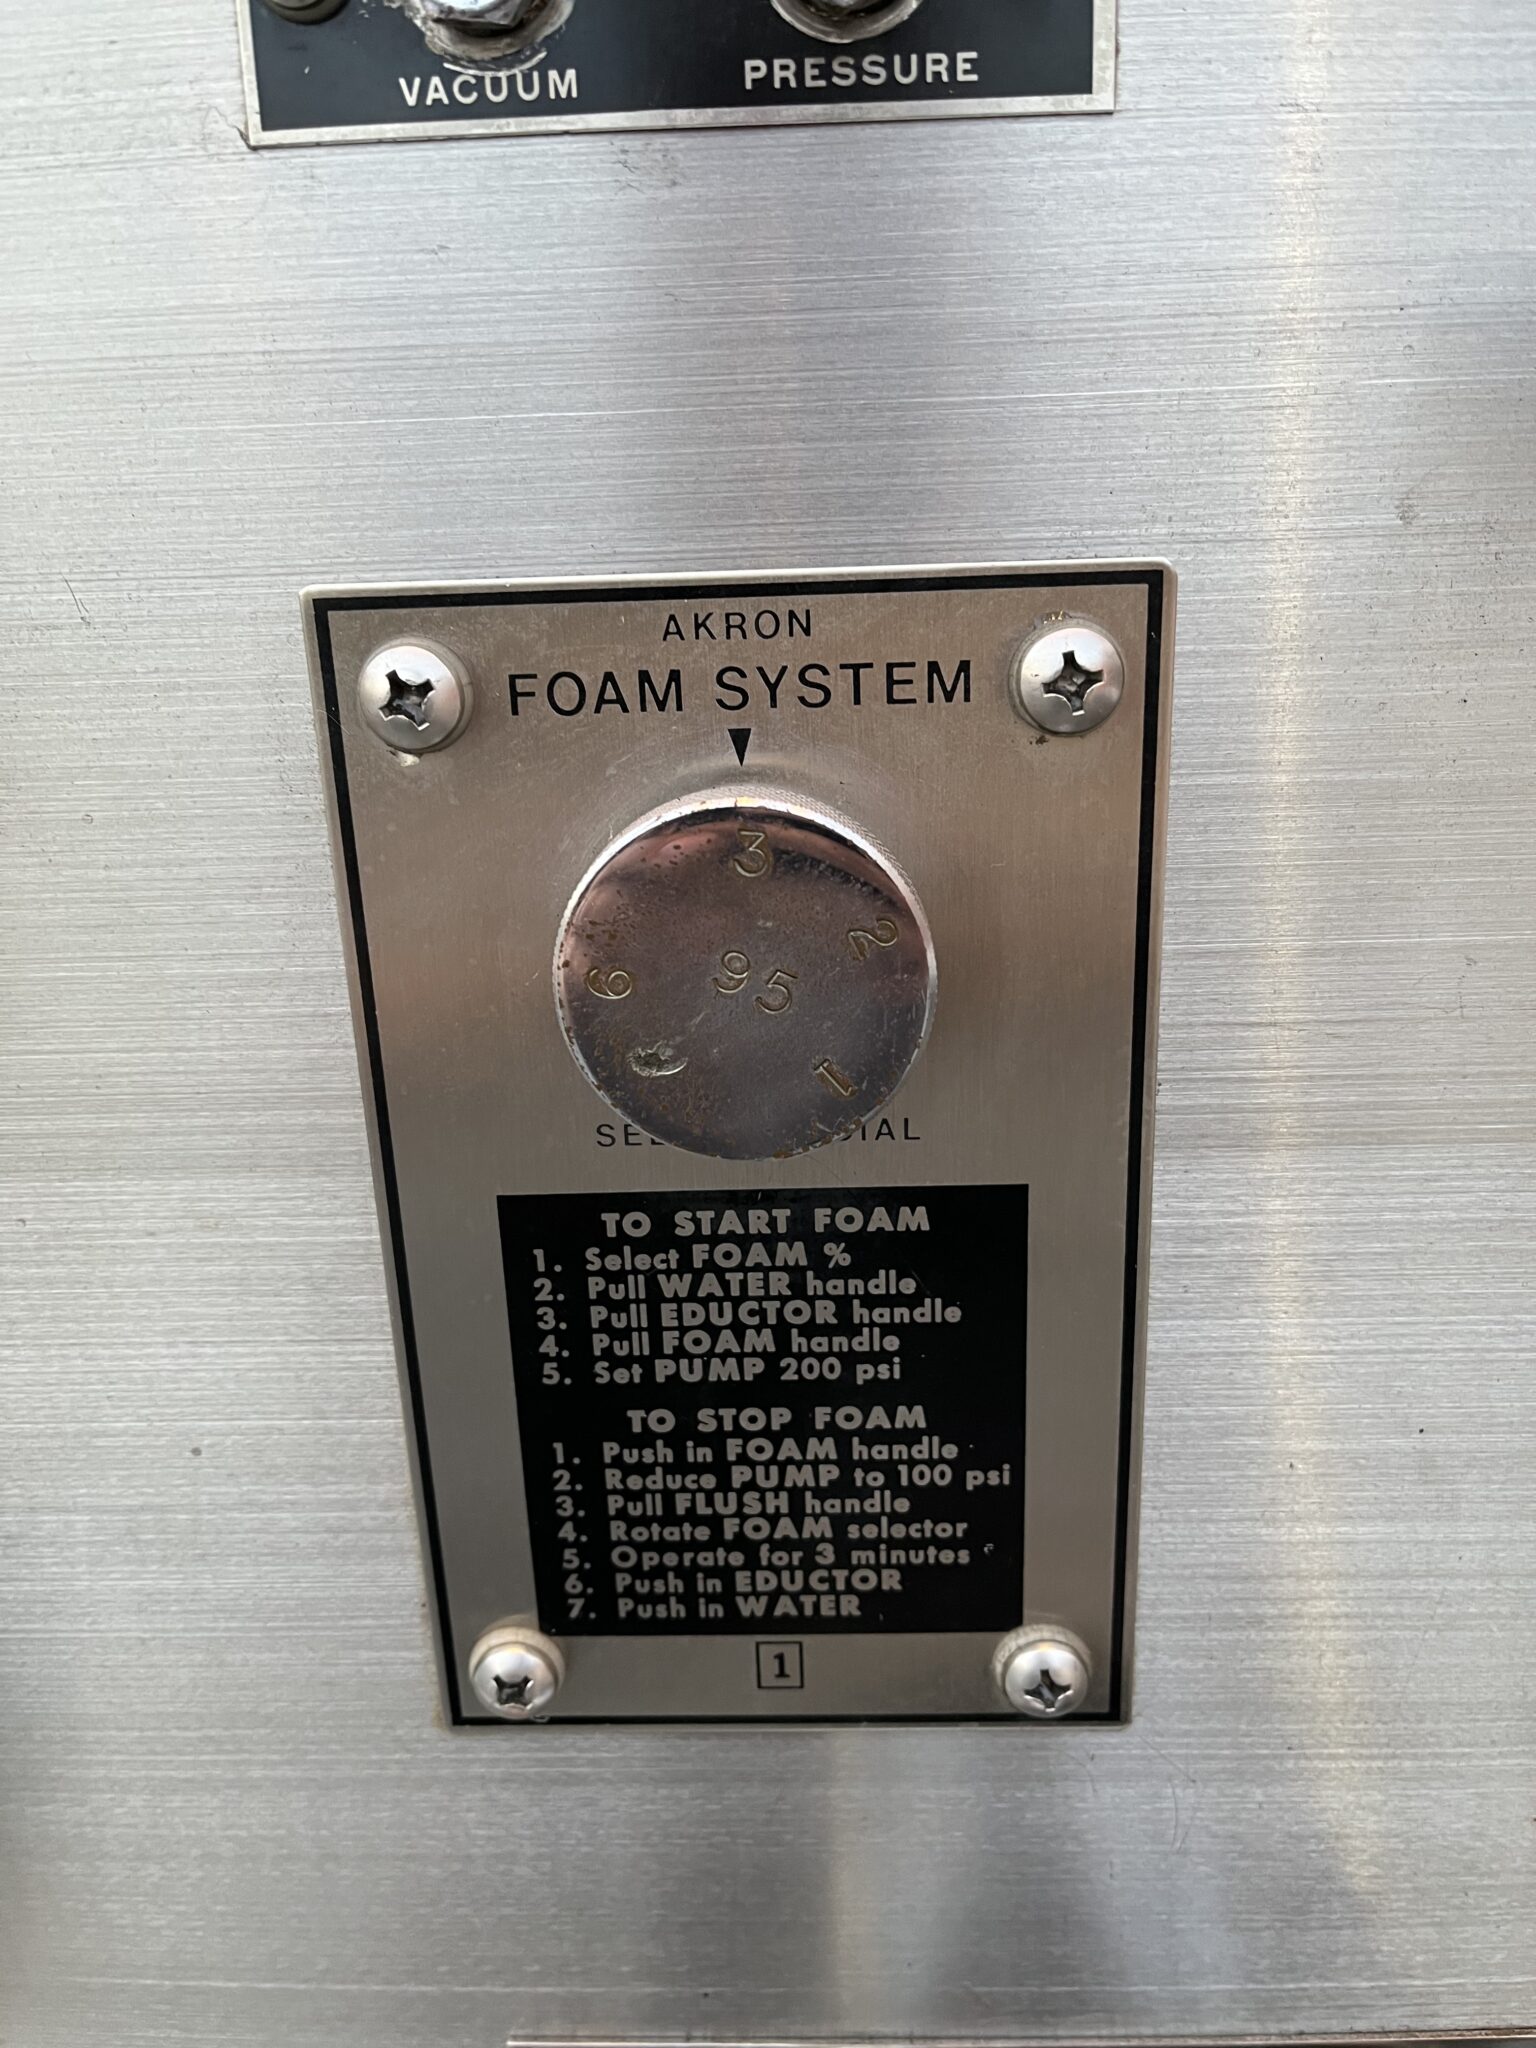 VACUUM PRESSURE
AKRON
FOAM SYSTEM
3
2
6
95
1
TO START FOAM
1. Select FOAM %
2. Pull WATER handle
3. Pull EDUCTOR handle
4. Pull FOAM handle
5. Set PUMP 200 psi
TO STOP FOAM
1. Push in FOAM handle
2. Reduce PUMP to 100 psi
3. Pull FLUSH handle
4. Rotate FOAM selector
5. Operate for 3 minutes
6. Push in EDUCTOR
7. Push in WATER
1